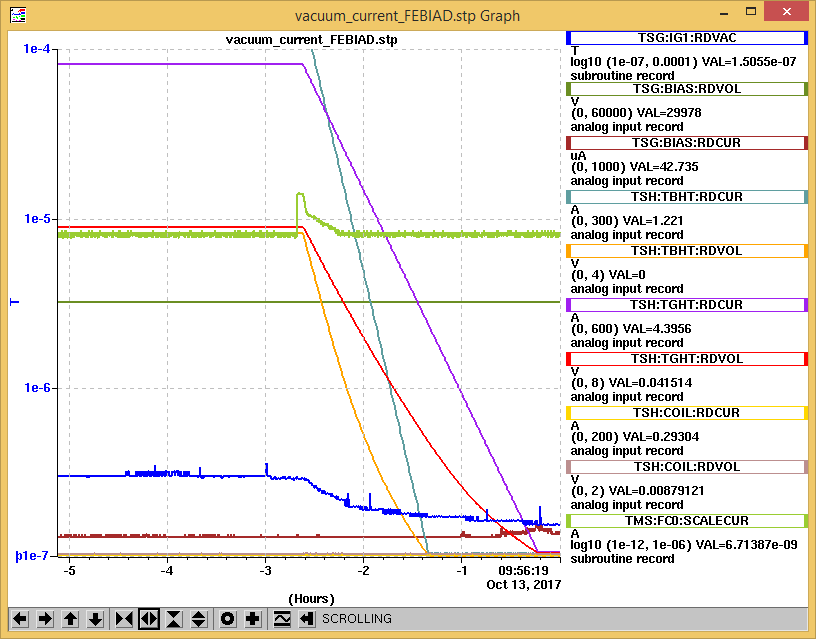 vacuum_current_FEBIAD.stp Graph
vacuum_current_FEBIAD.stp
1e-4
1e-5
T
1e-6
1e-7
-5
-4
-3
-2
-1
09:56:19
Oct 13, 2017
(Hours)
TSG:IG1:RDVAC
T
log10 (1e-07, 0.0001) VAL=1.5055e-07
subroutine record
TSG:BIAS:RDVOL
V
(0, 60000) VAL=29978
analog input record
TSG:BIAS:RDCUR
uA
(0, 1000) VAL=42.735
analog input record
TSH:TBHT:RDCUR
A
(0, 300) VAL=1.221
analog input record
TSH:TBHT:RDVOL
V
(0, 4) VAL=0
analog input record
TSH:TGHT:RDCUR
A
(0, 600) VAL=4.3956
analog input record
TSH:TGHT:RDVOL
V
(0, 8) VAL=0.041514
analog input record
TSH:COIL:RDCUR
A
(0, 200) VAL=0.29304
analog input record
TSH:COIL:RDVOL
V
(0, 2) VAL=0.00879121
analog input record
TMS:FC0:SCALECUR
A
log10 (1e-12, 1e-06) VAL=6.71387e-09
subroutine record
SCROLLING